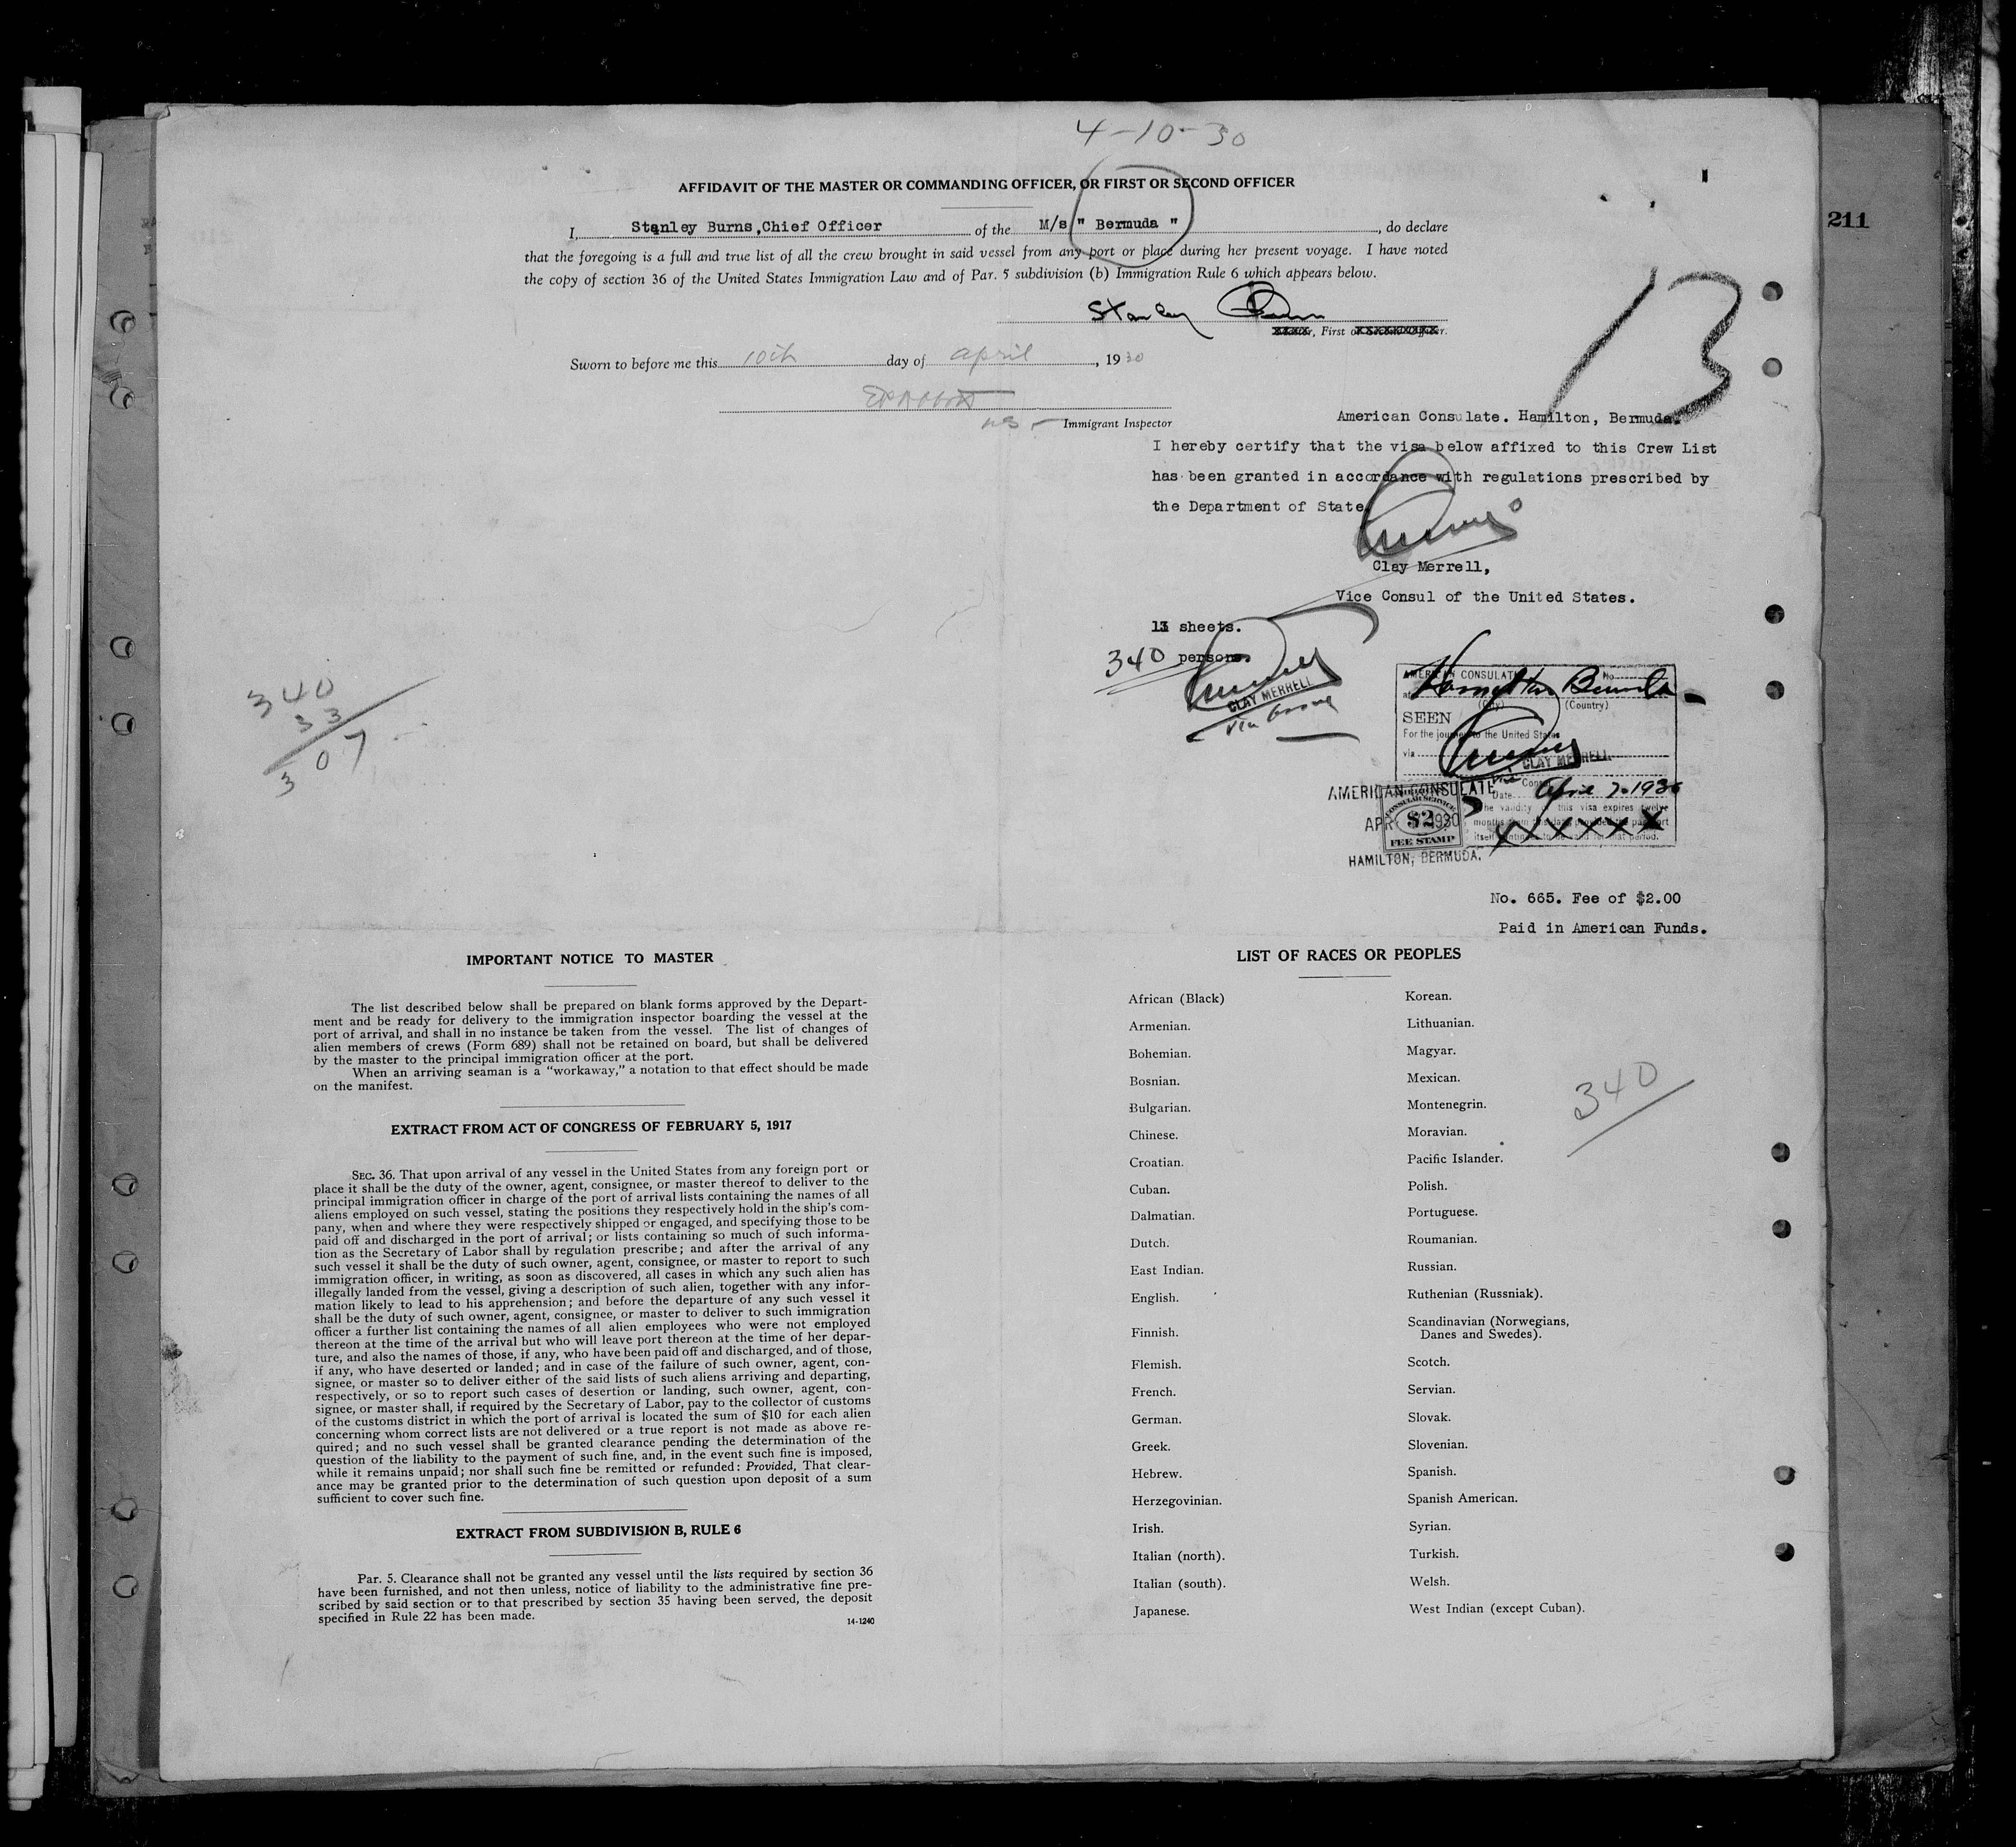 4-10-30
AFFIDAVIT OF THE MASTER OR COMMANDING OFFICER, OR FIRST OR SECOND OFFICER
211
I, Stanley Burns, Chief Officer of the M/s " Bermuda ", do declare
that the foregoing is a full and true list of all the crew brought in said vessel from any port or place during her present voyage. I have noted
the copy of section 36 of the United States Immigration Law and of Par. 5 subdivision (b) Immigration Rule 6 which appears below.
13
Stanley Burns
First
Sworn to before me this 10th day of april, 1930
Immigrant Inspector
American Consulate. Hamilton, Bermuda.
I hereby certify that the visa below affixed to this Crew List
has been granted in accordance with regulations prescribed by
the Department of State.
Clay Merrell,
Vice Consul of the United States.
13 sheets.
340 persons.
CLAY MERRELL
AMERICAN CONSULATE No
at Hamilton Bermuda
(City) (Country)
SEEN
For the journey to the United States
via
CLAY MERRELL
Vice Consul
Date April 7-1930
The validity of this visa expires twelve
AMERICAN CONSULATE
APR 1930
HAMILTON, BERMUDA.
CONSULAR SERVICE
$2
FEE STAMP
340
33
307
No. 665. Fee of $2.00
Paid in American Funds.
IMPORTANT NOTICE TO MASTER
The list described below shall be prepared on blank forms approved by the Depart-
ment and be ready for delivery to the immigration inspector boarding the vessel at the
port of arrival, and shall in no instance be taken from the vessel. The list of changes of
alien members of crews (Form 689) shall not be retained on board, but shall be delivered
by the master to the principal immigration officer at the port.
When an arriving seaman is a "workaway," a notation to that effect should be made
on the manifest.
EXTRACT FROM ACT OF CONGRESS OF FEBRUARY 5, 1917
SEC. 36. That upon arrival of any vessel in the United States from any foreign port or
place it shall be the duty of the owner, agent, consignee, or master thereof to deliver to the
principal immigration officer in charge of the port of arrival lists containing the names of all
aliens employed on such vessel, stating the positions they respectively hold in the ship's com-
pany, when and where they were respectively shipped or engaged, and specifying those to be
paid off and discharged in the port of arrival; or lists containing so much of such informa-
tion as the Secretary of Labor shall by regulation prescribe; and after the arrival of any
such vessel it shall be the duty of such owner, agent, consignee, or master to report to such
immigration officer, in writing, as soon as discovered, all cases in which any such alien has
illegally landed from the vessel, giving a description of such alien, together with any infor-
mation likely to lead to his apprehension; and before the departure of any such vessel it
shall be the duty of such owner, agent, consignee, or master to deliver to such immigration
officer a further list containing the names of all alien employees who were not employed
thereon at the time of the arrival but who will leave port thereon at the time of her depar-
ture, and also the names of those, if any, who have been paid off and discharged, and of those,
if any, who have deserted or landed; and in case of the failure of such owner, agent, con-
signee, or master so to deliver either of the said lists of such aliens arriving and departing,
respectively, or so to report such cases of desertion or landing, such owner, agent, con-
signee, or master shall, if required by the Secretary of Labor, pay to the collector of customs
of the customs district in which the port of arrival is located the sum of $10 for each alien
concerning whom correct lists are not delivered or a true report is not made as above re-
quired; and no such vessel shall be granted clearance pending the determination of the
question of the liability to the payment of such fine, and, in the event such fine is imposed,
while it remains unpaid; nor shall such fine be remitted or refunded: Provided, That clear-
ance may be granted prior to the determination of such question upon deposit of a sum
sufficient to cover such fine.
EXTRACT FROM SUBDIVISION B, RULE 6
Par. 5. Clearance shall not be granted any vessel until the lists required by section 36
have been furnished, and not then unless, notice of liability to the administrative fine pre-
scribed by said section or to that prescribed by section 35 having been served, the deposit
specified in Rule 22 has been made.
14-1240
LIST OF RACES OR PEOPLES
African (Black)
Armenian.
Bohemian.
Bosnian.
Bulgarian.
Chinese.
Croatian.
Cuban.
Dalmatian.
Dutch.
East Indian.
English.
Finnish.
Flemish.
French.
German.
Greek.
Hebrew.
Herzegovinian.
Irish.
Italian (north).
Italian (south).
Japanese.
Korean.
Lithuanian.
Magyar.
Mexican.
Montenegrin.
Moravian.
Pacific Islander.
Polish.
Portuguese.
Roumanian.
Russian.
Ruthenian (Russniak).
Scandinavian (Norwegians,
Danes and Swedes).
Scotch.
Servian.
Slovak.
Slovenian.
Spanish.
Spanish American.
Syrian.
Turkish.
Welsh.
West Indian (except Cuban).
340